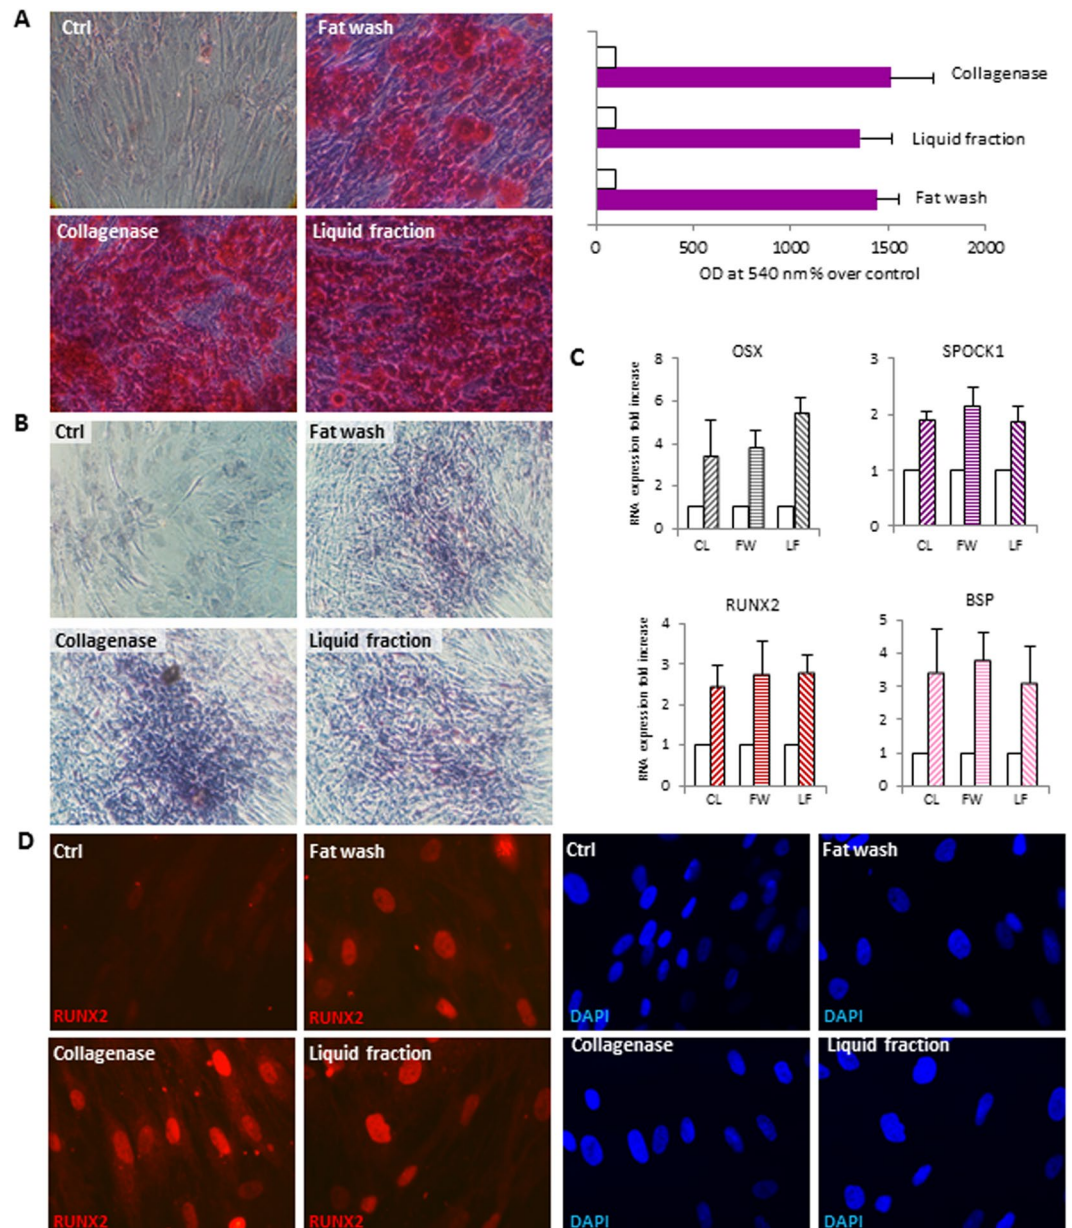 A
Ctrl
Fat wash
Collagenase
Liquid fraction
Collagenase
Liquid fraction
Fat wash
0 500 1000 1500 2000
OD at 540 nm % over control
B
Ctrl
Fat wash
Collagenase
Liquid fraction
C
OSX
RNA expression fold increase
8
6
4
2
0
CL FW LF
SPOCK1
3
2
1
0
CL FW LF
RUNX2
RNA expression fold increase
4
3
2
1
0
CL FW LF
BSP
5
4
3
2
1
0
CL FW LF
D
Ctrl
RUNX2
Fat wash
RUNX2
Ctrl
DAPI
Fat wash
DAPI
Collagenase
RUNX2
Liquid fraction
RUNX2
Collagenase
DAPI
Liquid fraction
DAPI